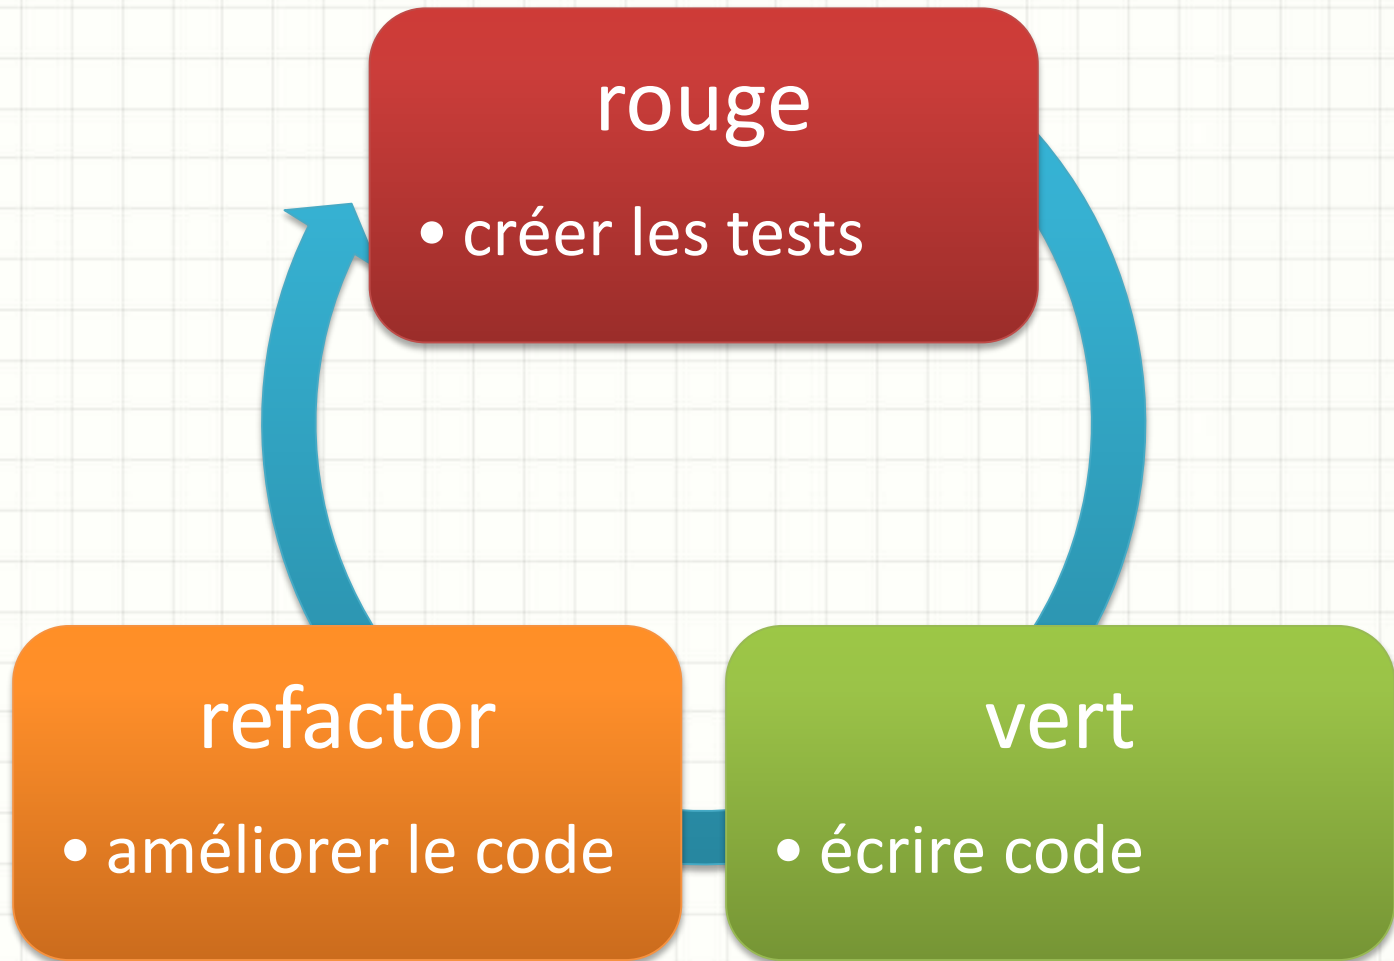 rouge
• créer les tests
refactor
• améliorer le code
vert
• écrire code